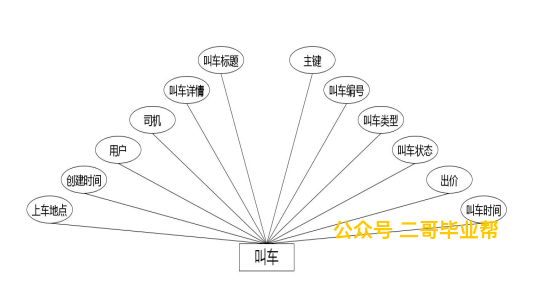 叫车标题
主键
叫车详情
叫车编号
司机
叫车类型
用户
叫车状态
创建时间
出价
上车地点
叫车时间
公众号 二哥毕业帮
叫车